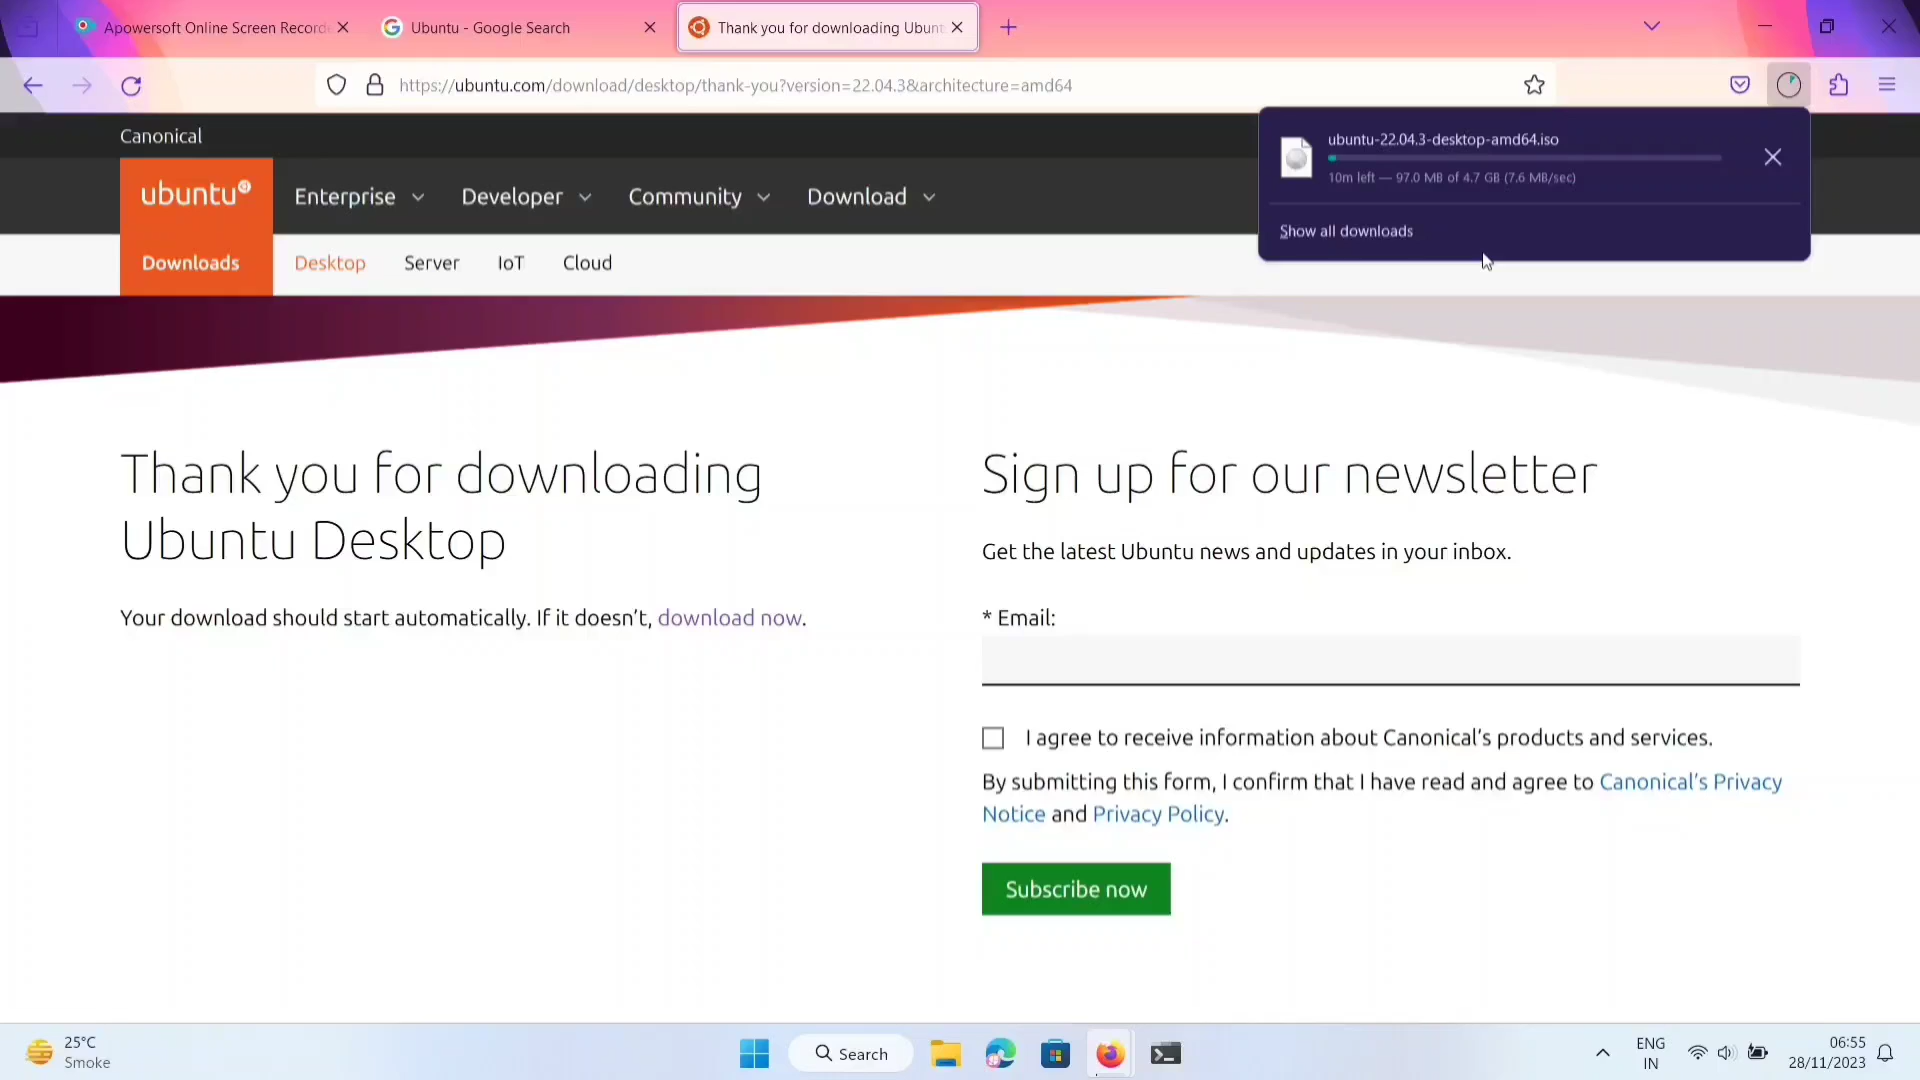 Apowersoft Online Screen Record
Ubuntu - Google Search
Thank you for downloading Ubunt
https://ubuntu.com/download/desktop/thank-you?version=22.04.3&architecture=amd64
Canonical
ubuntu-22.04.3-desktop-amd64.iso
10m left — 97.0 MB of 4.7 GB (7.6 MB/sec)
Show all downloads
ubuntu
Enterprise
Developer
Community
Download
Downloads
Desktop
Server
IoT
Cloud
Thank you for downloading
Ubuntu Desktop
Your download should start automatically. If it doesn’t, download now.
Sign up for our newsletter
Get the latest Ubuntu news and updates in your inbox.
* Email:
I agree to receive information about Canonical’s products and services.
By submitting this form, I confirm that I have read and agree to Canonical’s Privacy
Notice and Privacy Policy.
Subscribe now
25°C
Smoke
Search
ENG
IN
06:55
28/11/2023